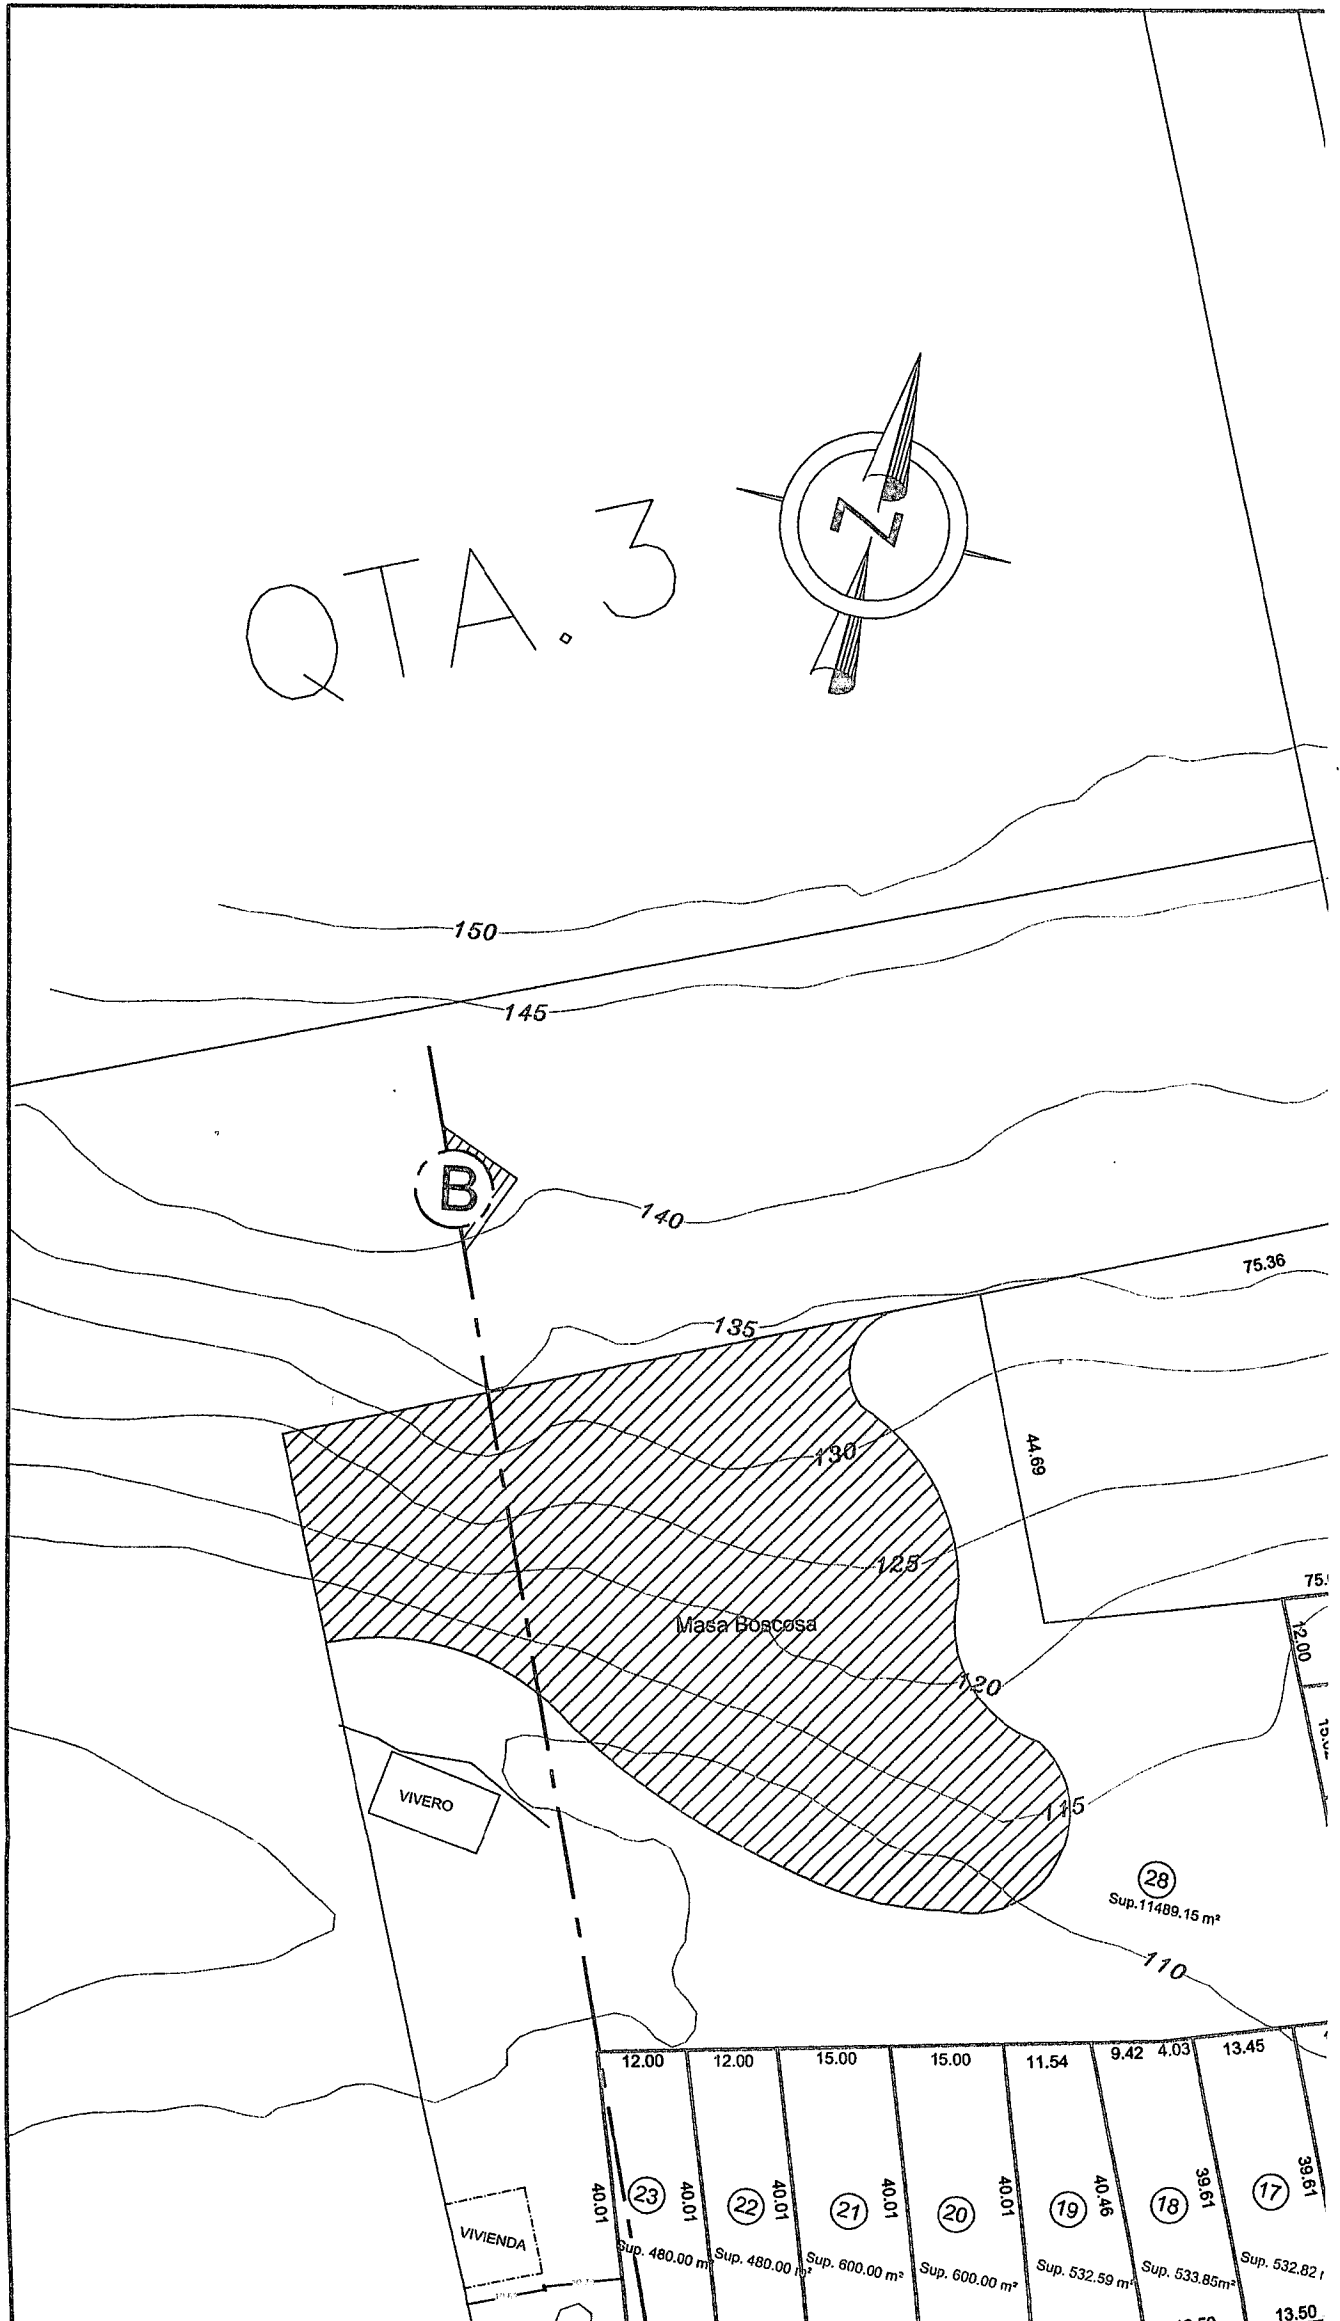 QTA.3
N
150
145
B
140
75.36
135
130
44.69
125
Masa Boscosa
12.00
120
VIVERO
115
28
Sup.11489.15 m²
110
12.00 12.00 15.00 15.00 11.54 9.42 4.03 13.45
40.01 23 40.01 22 40.01 21 40.01 20 40.01 19 40.46 18 39.61 17 39.61
VIVIENDA
Sup. 480.00 m² Sup. 480.00 m² Sup. 600.00 m² Sup. 600.00 m² Sup. 532.59 m² Sup. 533.85m² Sup. 532.82
13.50